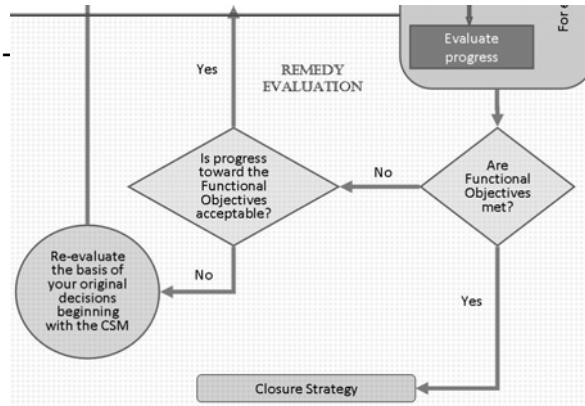 For e
Evaluate
progress
Yes
REMEDY
EVALUATION
Is progress
toward the
Functional
Objectives
acceptable?
No
Are
Functional
Objectives
met?
Re-evaluate
the basis of
your original
decisions
beginning
with the CSM
No
Yes
Closure Strategy